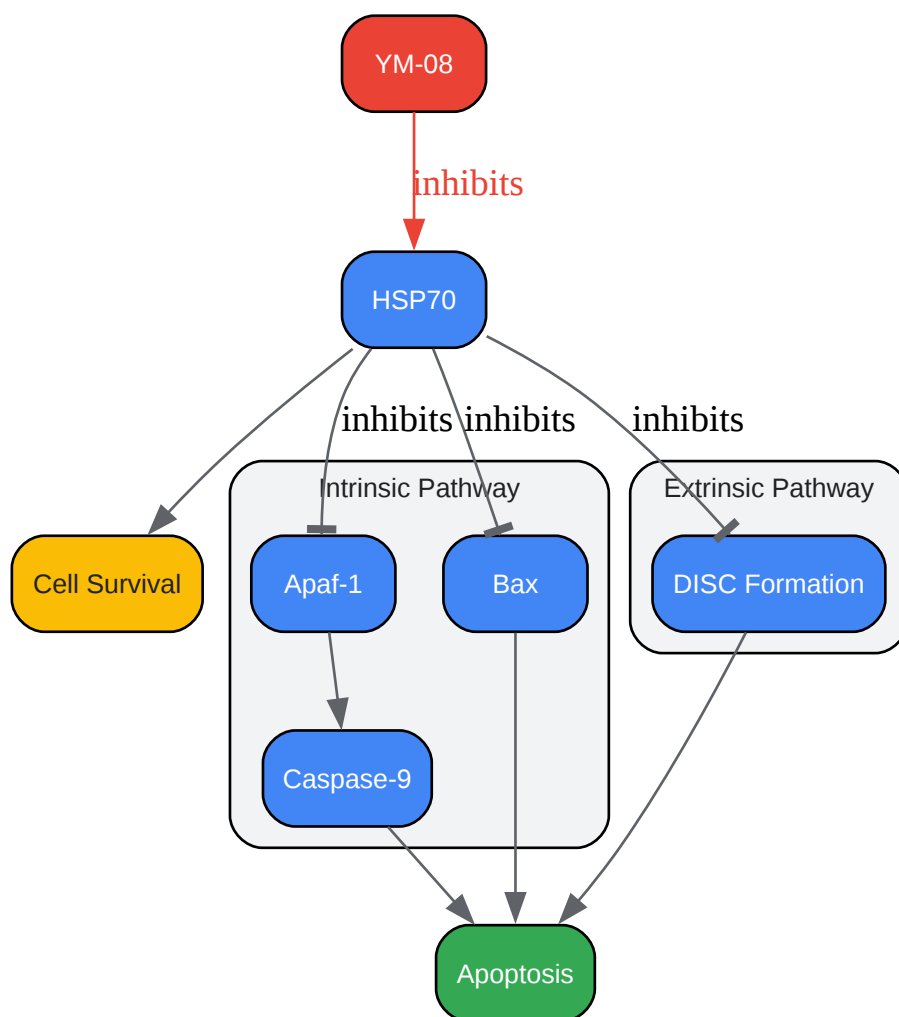 YM-08
inhibits
HSP70
inhibits
inhibits
inhibits
Intrinsic Pathway
Extrinsic Pathway
Cell Survival
Apaf-1
Bax
DISC Formation
Caspase-9
Apoptosis